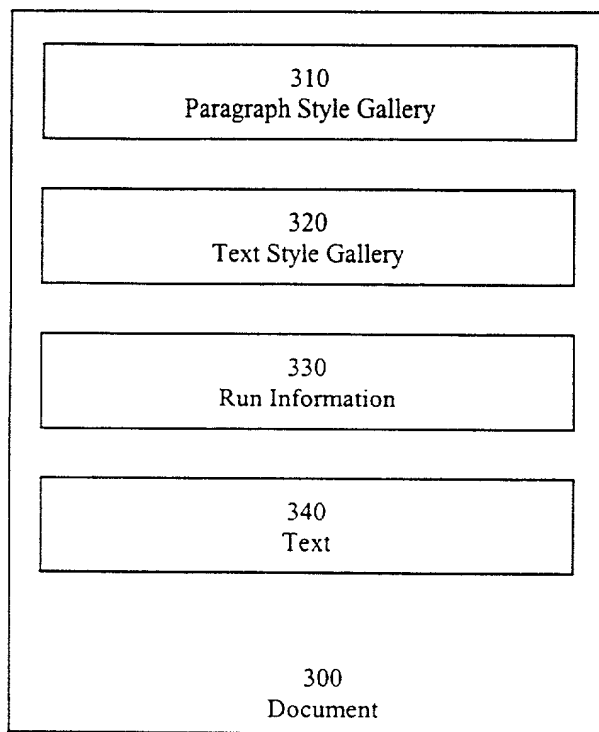 310
Paragraph Style Gallery
320
Text Style Gallery
330
Run Information
340
Text
300
Document